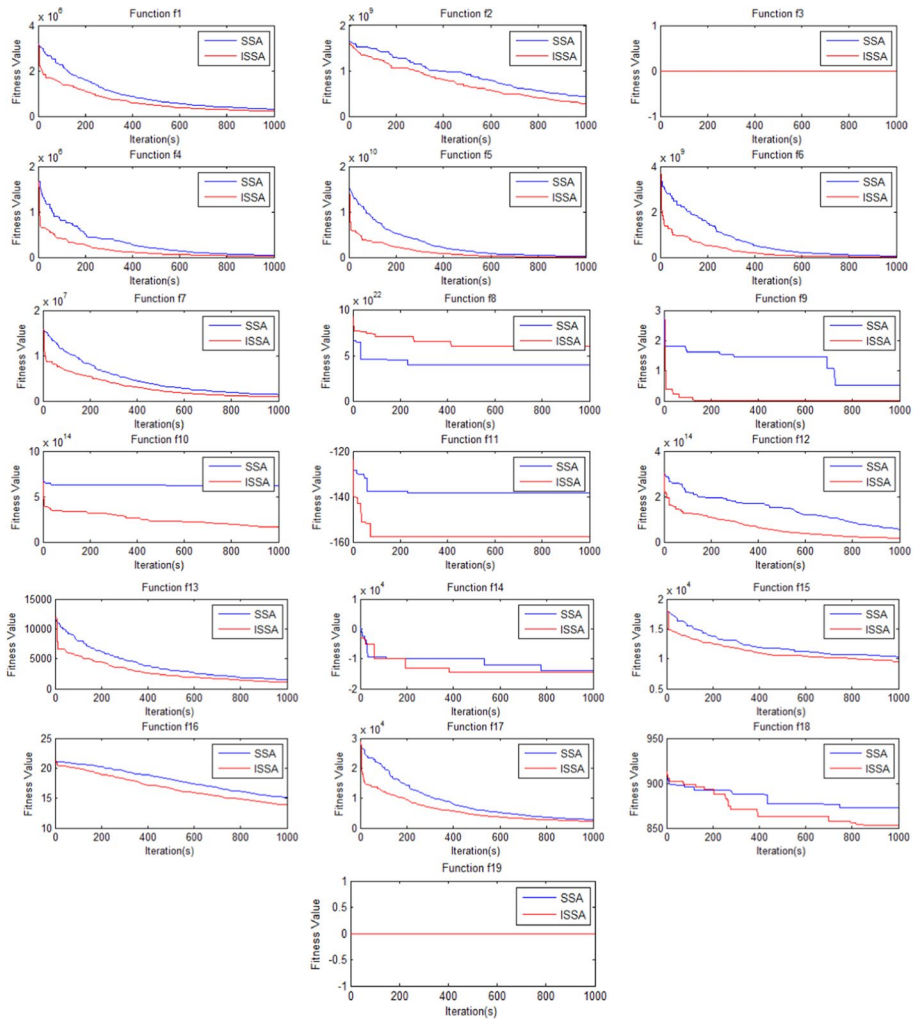 Function f1
x 10^6
Fitness Value
4
2
0
SSA
ISSA
0 200 400 600 800 1000
Iteration(s)
Function f2
x 10^9
Fitness Value
2
1
0
SSA
ISSA
0 200 400 600 800 1000
Iteration(s)
Function f3
Fitness Value
1
0
-1
SSA
ISSA
0 200 400 600 800 1000
Iteration(s)
Function f4
x 10^6
Fitness Value
2
1
0
SSA
ISSA
0 200 400 600 800 1000
Iteration(s)
Function f5
x 10^10
Fitness Value
2
1
0
SSA
ISSA
0 200 400 600 800 1000
Iteration(s)
Function f6
x 10^9
Fitness Value
4
2
0
SSA
ISSA
0 200 400 600 800 1000
Iteration(s)
Function f7
x 10^7
Fitness Value
2
1
0
SSA
ISSA
0 200 400 600 800 1000
Iteration(s)
Function f8
x 10^22
Fitness Value
10
5
0
SSA
ISSA
0 200 400 600 800 1000
Iteration(s)
Function f9
Fitness Value
3
2
1
0
SSA
ISSA
0 200 400 600 800 1000
Iteration(s)
Function f10
x 10^14
Fitness Value
10
5
0
SSA
ISSA
0 200 400 600 800 1000
Iteration(s)
Function f11
Fitness Value
-120
-140
-160
SSA
ISSA
0 200 400 600 800 1000
Iteration(s)
Function f12
x 10^14
Fitness Value
4
2
0
SSA
ISSA
0 200 400 600 800 1000
Iteration(s)
Function f13
Fitness Value
15000
10000
5000
0
SSA
ISSA
0 200 400 600 800 1000
Iteration(s)
Function f14
x 10^4
Fitness Value
1
0
-1
-2
SSA
ISSA
0 200 400 600 800 1000
Iteration(s)
Function f15
x 10^4
Fitness Value
2
1.5
1
0.5
SSA
ISSA
0 200 400 600 800 1000
Iteration(s)
Function f16
Fitness Value
25
20
15
10
SSA
ISSA
0 200 400 600 800 1000
Iteration(s)
Function f17
x 10^4
Fitness Value
3
2
1
0
SSA
ISSA
0 200 400 600 800 1000
Iteration(s)
Function f18
Fitness Value
950
900
850
SSA
ISSA
0 200 400 600 800 1000
Iteration(s)
Function f19
Fitness Value
1
0.5
0
-0.5
-1
SSA
ISSA
0 200 400 600 800 1000
Iteration(s)